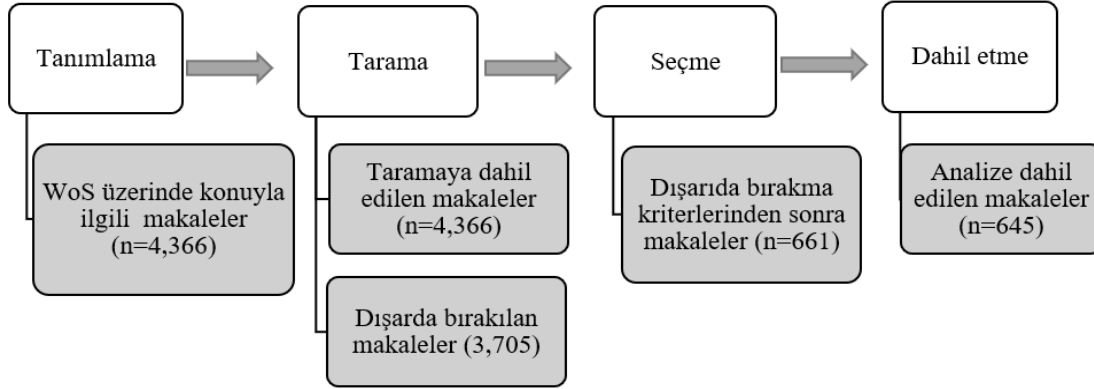 Tanımlama
Tarama
Seçme
Dahil etme
WoS üzerinde konuyla
ilgili makaleler
(n=4,366)
Taramaya dahil
edilen makaleler
(n=4,366)
Dışarda bırakılan
makaleler (3,705)
Dışarıda bırakma
kriterlerinden sonra
makaleler (n=661)
Analize dahil
edilen makaleler
(n=645)